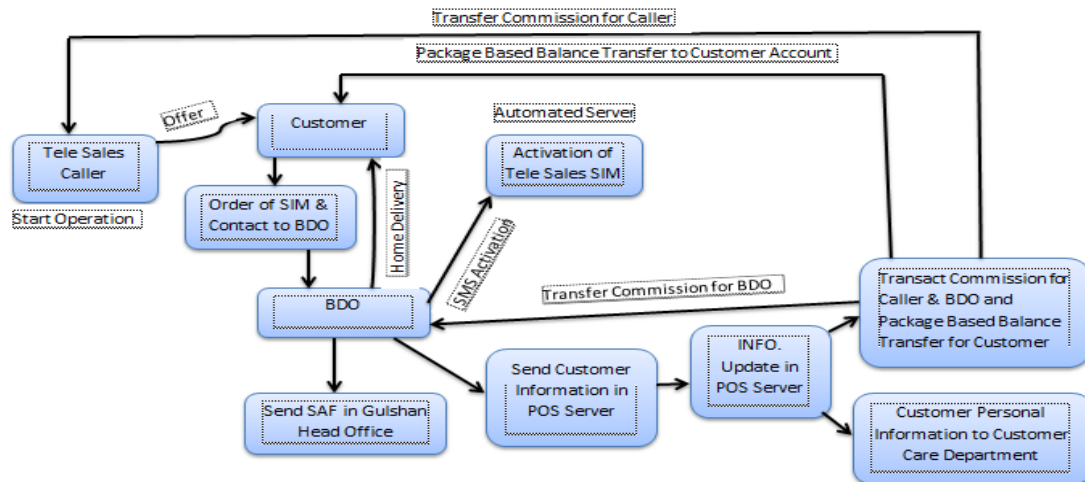 Transfer Commission for Caller
Package Based Balance Transfer to Customer Account
Offer
Customer
Automated Server
Tele Sales
Caller
Activation of
Tele Sales SIM
Start Operation
Order of SIM &
Contact to BDO
Home Delivery
SMS Activation
BDO
Transfer Commission for BDO
Transact Commission for
Caller & BDO and
Package Based Balance
Transfer for Customer
Send SAF in Gulshan
Head Office
Send Customer
Information in
POS Server
INFO.
Update in
POS Server
Customer Personal
Information to Customer
Care Department